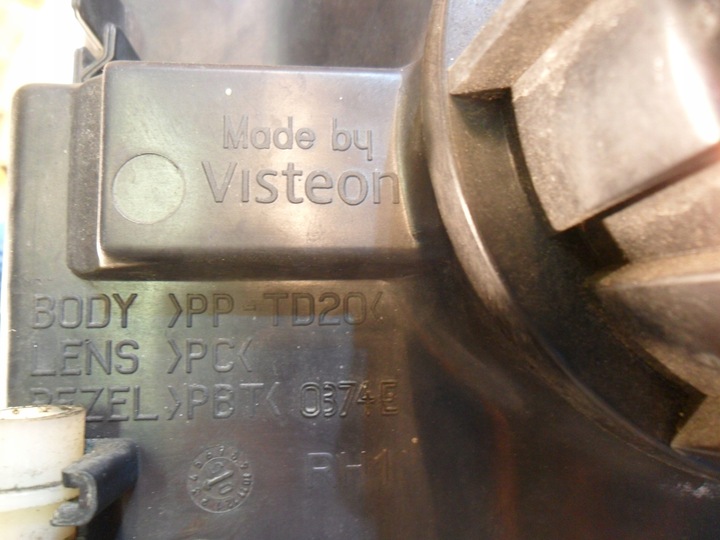 Made by
Visteon
BODY >PP-TD20<
LENS >PC<
BEZEL >PBT< 0374E
RH1